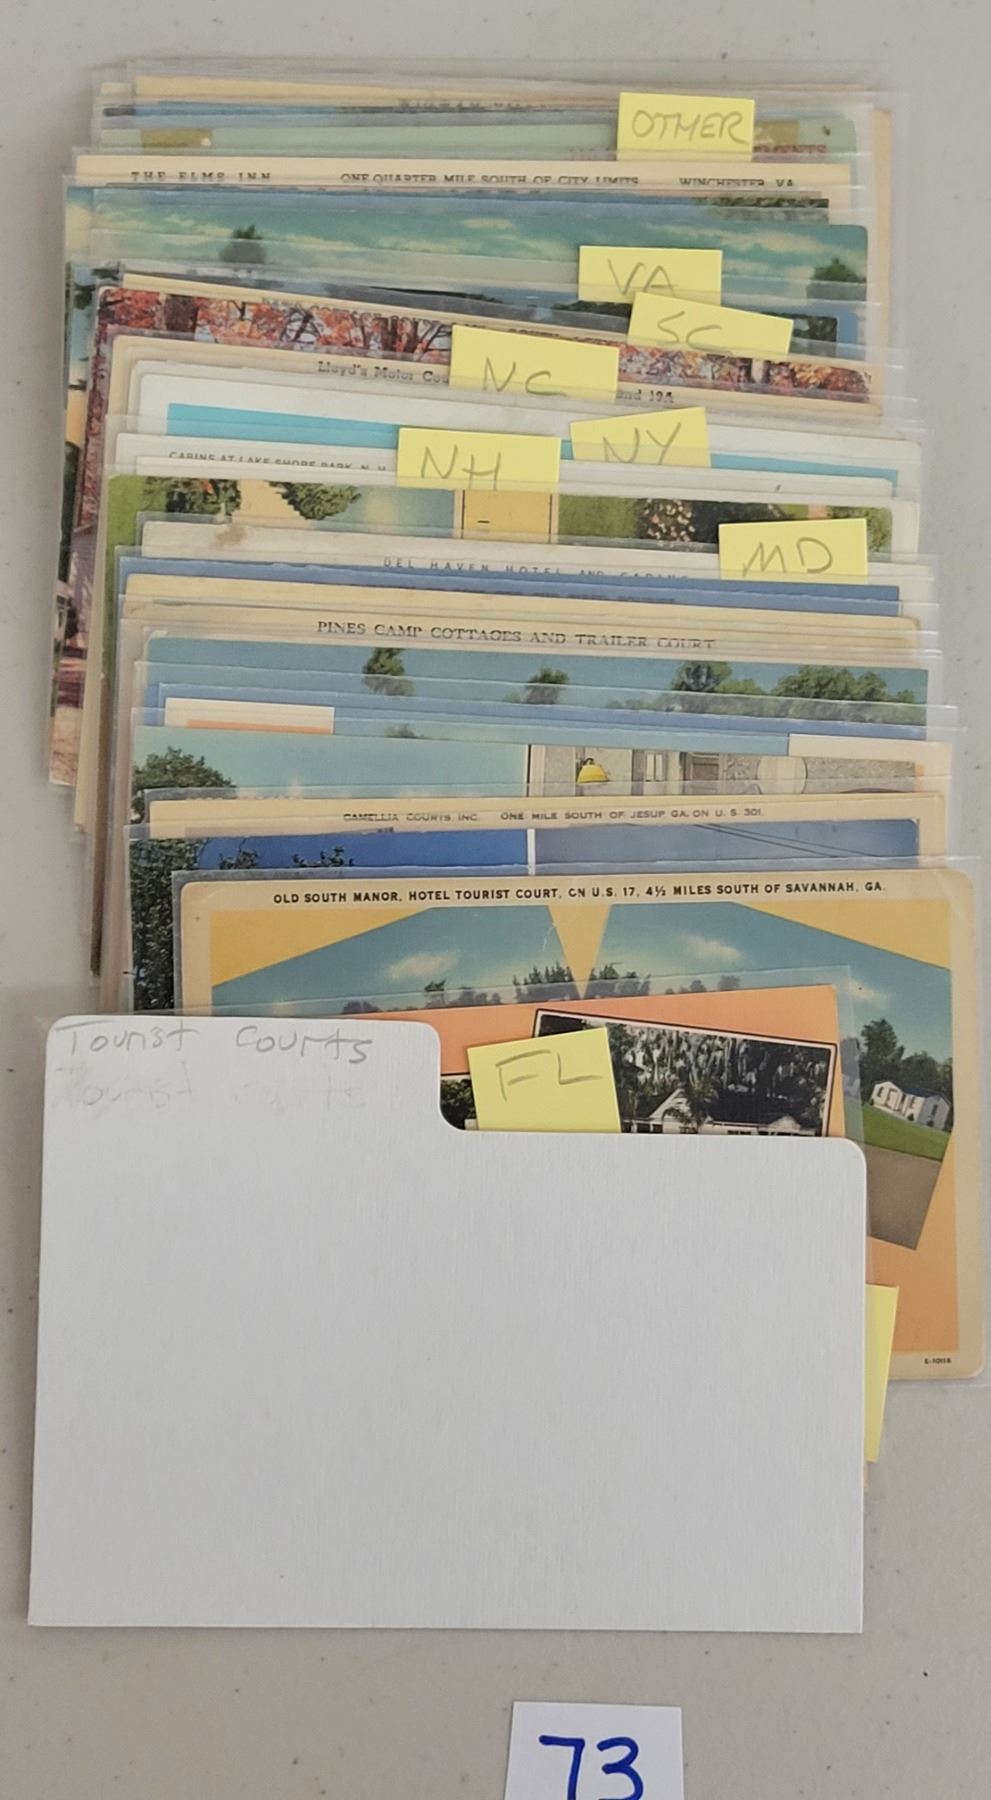 OTHER
THE ELMS INN ONE QUARTER MILE SOUTH OF CITY LIMITS WINCHESTER VA
VA
SC
NC
Lloyd's Motor and 19A
NY
NH
CABINS AT LAKE SHORE PARK, N. H.
MD
DEL HAVEN HOTEL AND CABINS
PINES CAMP COTTAGES AND TRAILER COURT
CAMELLIA COURTS INC. ONE MILE SOUTH OF JESUP GA. ON U. S. 301.
OLD SOUTH MANOR, HOTEL TOURIST COURT, ON U.S. 17, 4½ MILES SOUTH OF SAVANNAH, GA.
Tourist Courts
Tourist
FL
E-10118
73